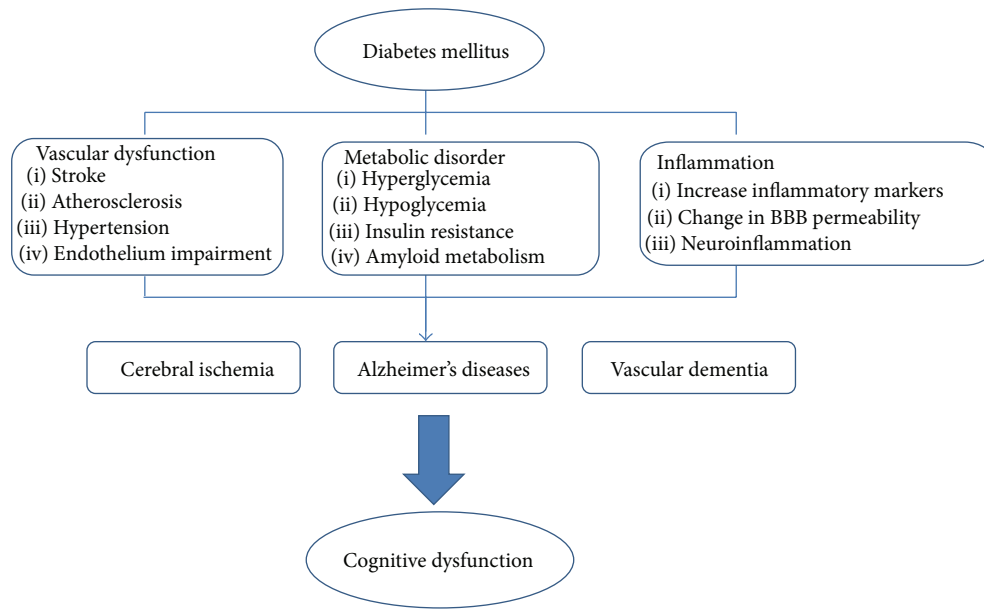 Diabetes mellitus
Vascular dysfunction
(i) Stroke
(ii) Atherosclerosis
(iii) Hypertension
(iv) Endothelium impairment
Metabolic disorder
(i) Hyperglycemia
(ii) Hypoglycemia
(iii) Insulin resistance
(iv) Amyloid metabolism
Inflammation
(i) Increase inflammatory markers
(ii) Change in BBB permeability
(iii) Neuroinflammation
Cerebral ischemia
Alzheimer's diseases
Vascular dementia
Cognitive dysfunction